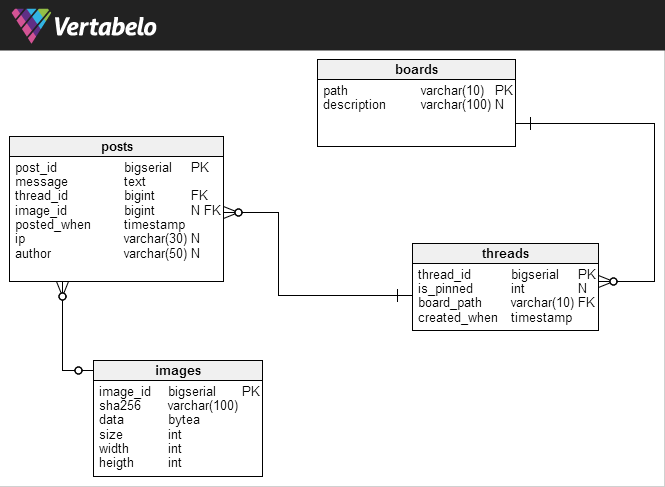 Vertabelo
boards
path varchar(10) PK
description varchar(100) N
posts
post_id bigserial PK
message text
thread_id bigint FK
image_id bigint N FK
posted_when timestamp
ip varchar(30) N
author varchar(50) N
threads
thread_id bigserial PK
is_pinned int N
board_path varchar(10) FK
created_when timestamp
images
image_id bigserial PK
sha256 varchar(100)
data bytea
size int
width int
heigth int